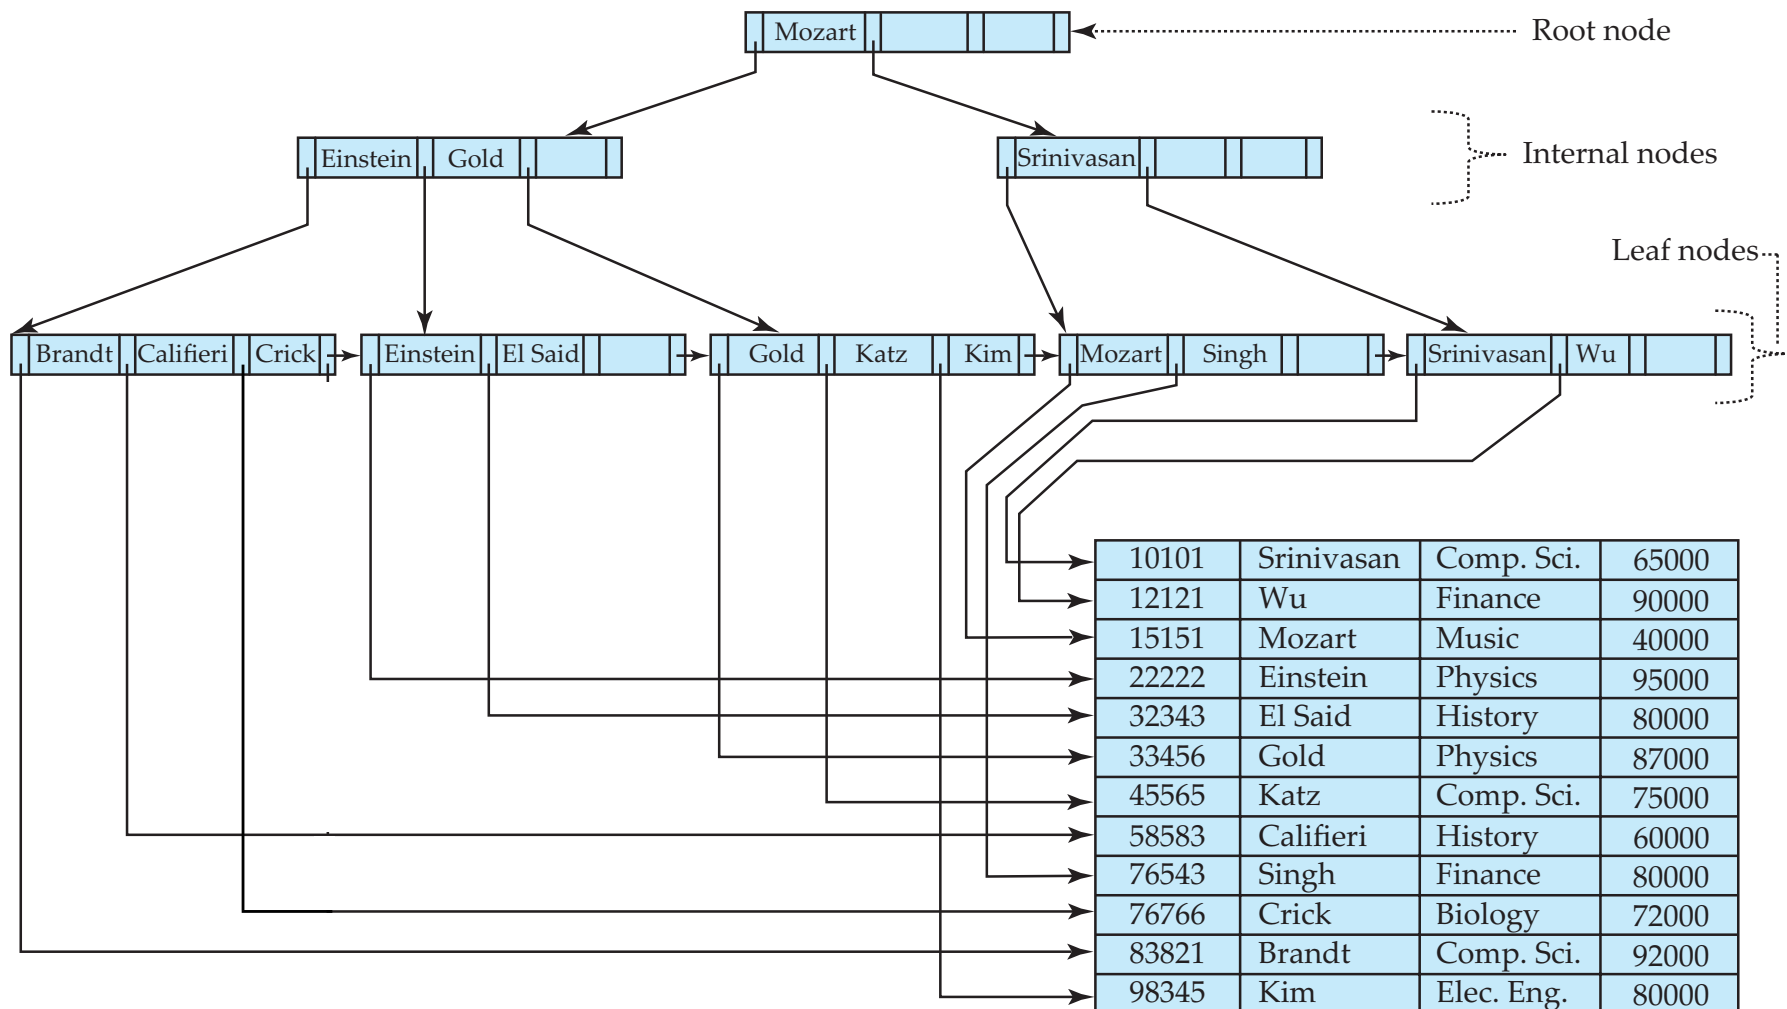 Mozart
Root node
Einstein Gold
Srinivasan
Internal nodes
Leaf nodes
Brandt Califieri Crick
Einstein El Said
Gold Katz Kim
Mozart Singh
Srinivasan Wu
10101 Srinivasan Comp. Sci. 65000
12121 Wu Finance 90000
15151 Mozart Music 40000
22222 Einstein Physics 95000
32343 El Said History 80000
33456 Gold Physics 87000
45565 Katz Comp. Sci. 75000
58583 Califieri History 60000
76543 Singh Finance 80000
76766 Crick Biology 72000
83821 Brandt Comp. Sci. 92000
98345 Kim Elec. Eng. 80000